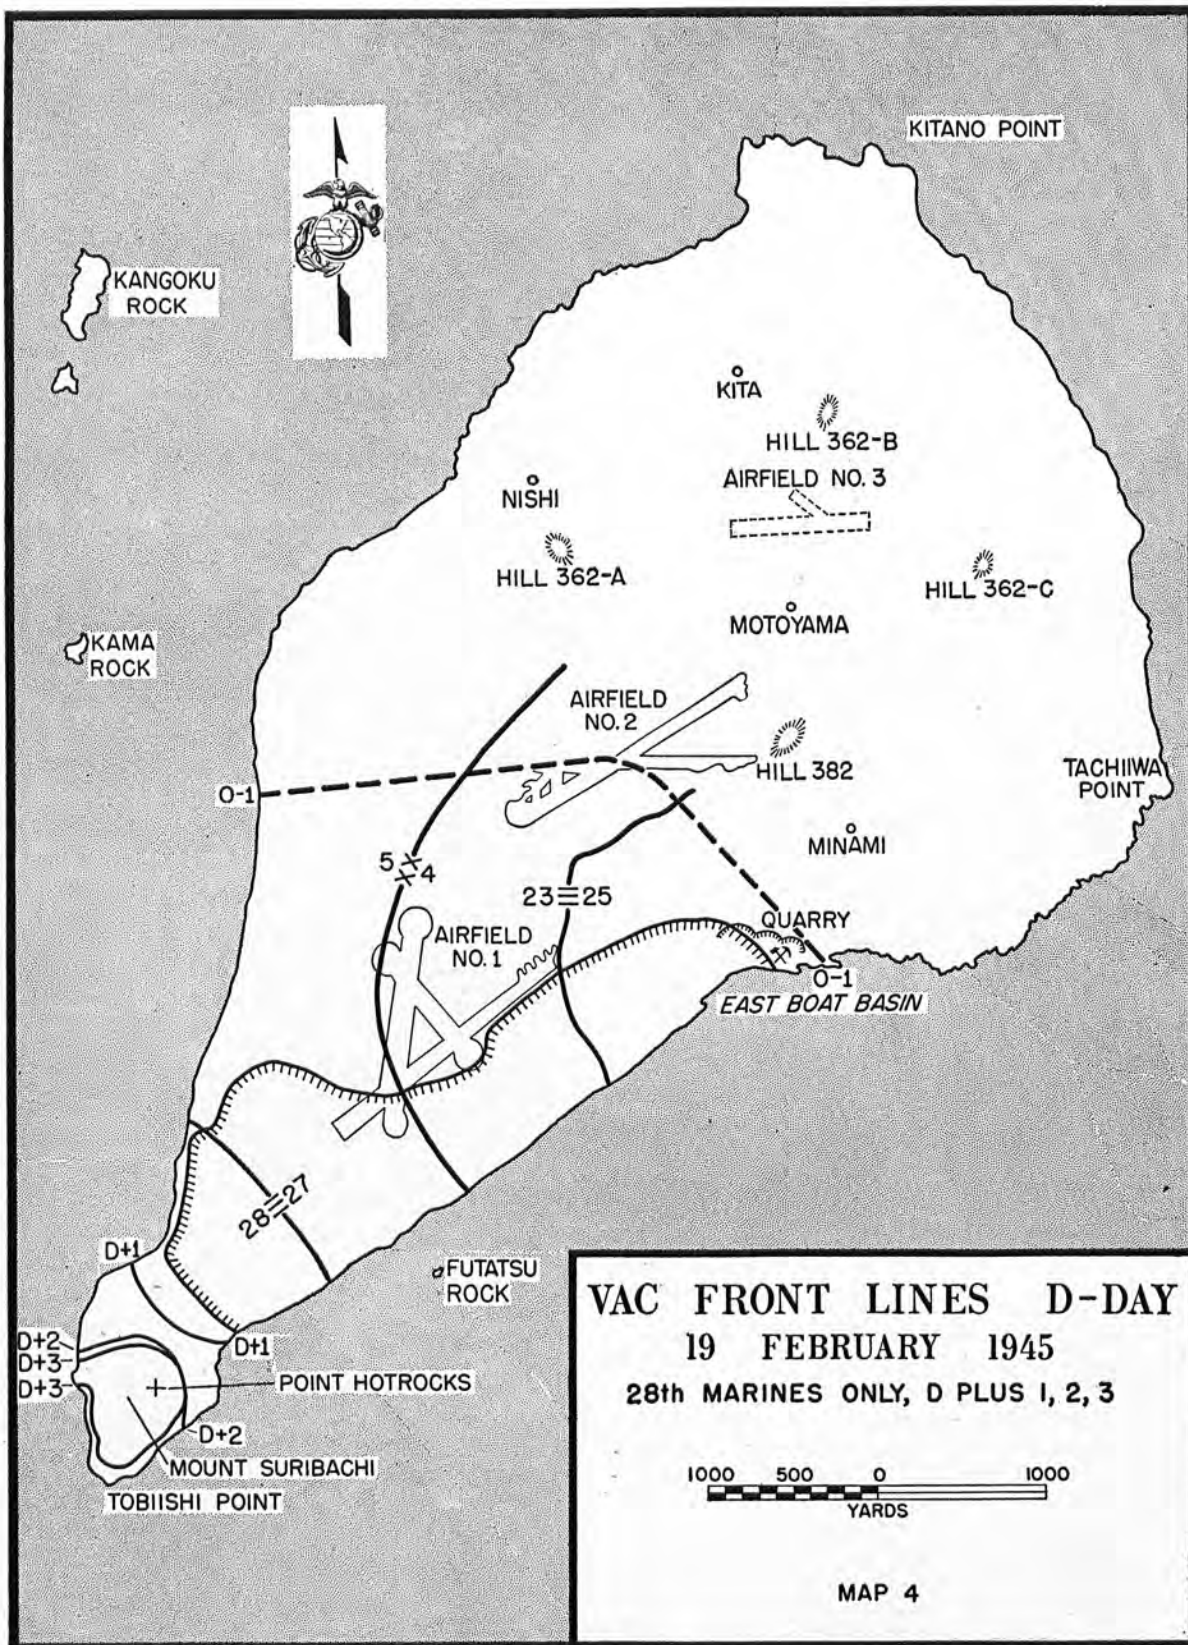 KITANO POINT
KANGOKU
ROCK
KITA
HILL 362-B
AIRFIELD NO. 3
NISHI
HILL 362-A
HILL 362-C
MOTOYAMA
KAMA
ROCK
AIRFIELD
NO. 2
HILL 382
TACHIIWA
POINT
O-1
MINAMI
5 XX 4
23 25
QUARRY
AIRFIELD
NO. 1
O-1
EAST BOAT BASIN
28 27
D+1
FUTATSU
ROCK
D+2
D+3
D+3
D+1
POINT HOTROCKS
D+2
MOUNT SURIBACHI
TOBIISHI POINT
VAC FRONT LINES D-DAY
19 FEBRUARY 1945
28th MARINES ONLY, D PLUS 1, 2, 3
1000 500 0 1000
YARDS
MAP 4